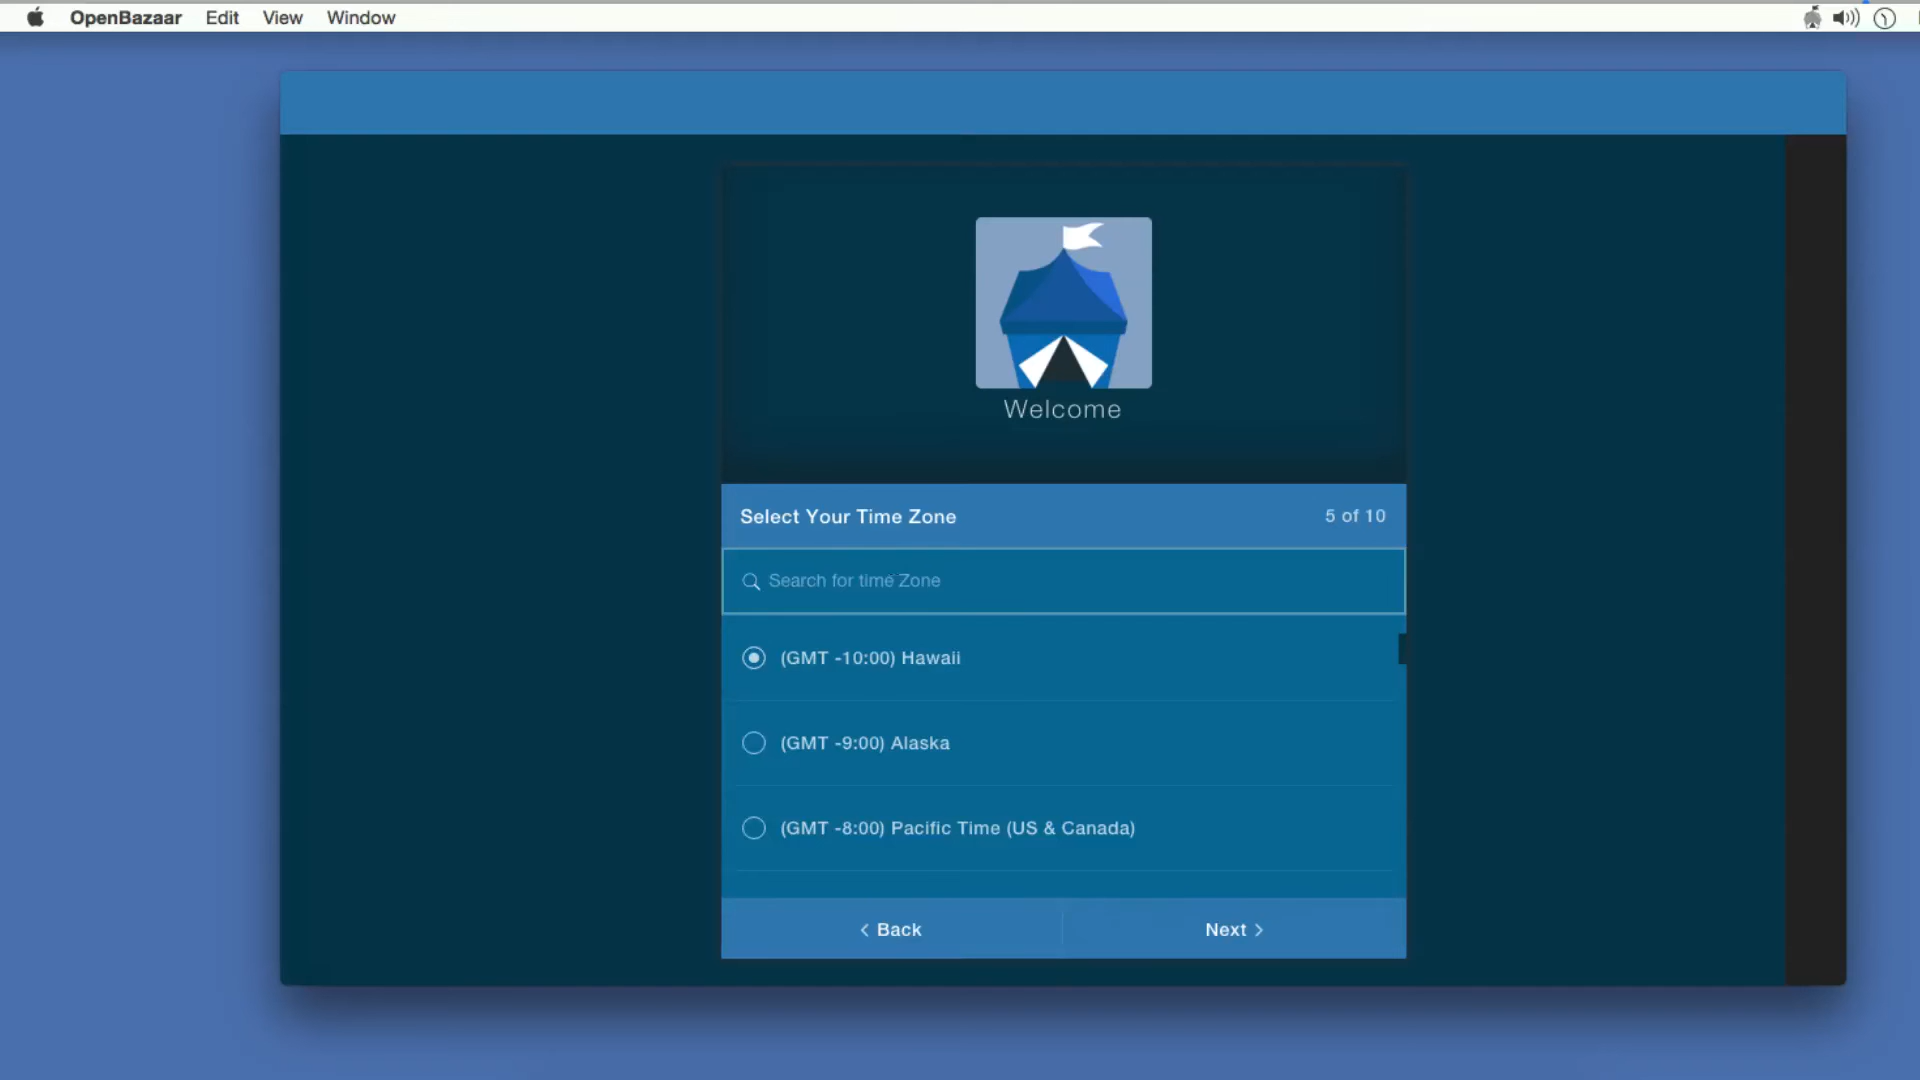 OpenBazaar Edit View Window
Welcome
Select Your Time Zone 5 of 10
Search for time Zone
(GMT -10:00) Hawaii
(GMT -9:00) Alaska
(GMT -8:00) Pacific Time (US & Canada)
Back Next